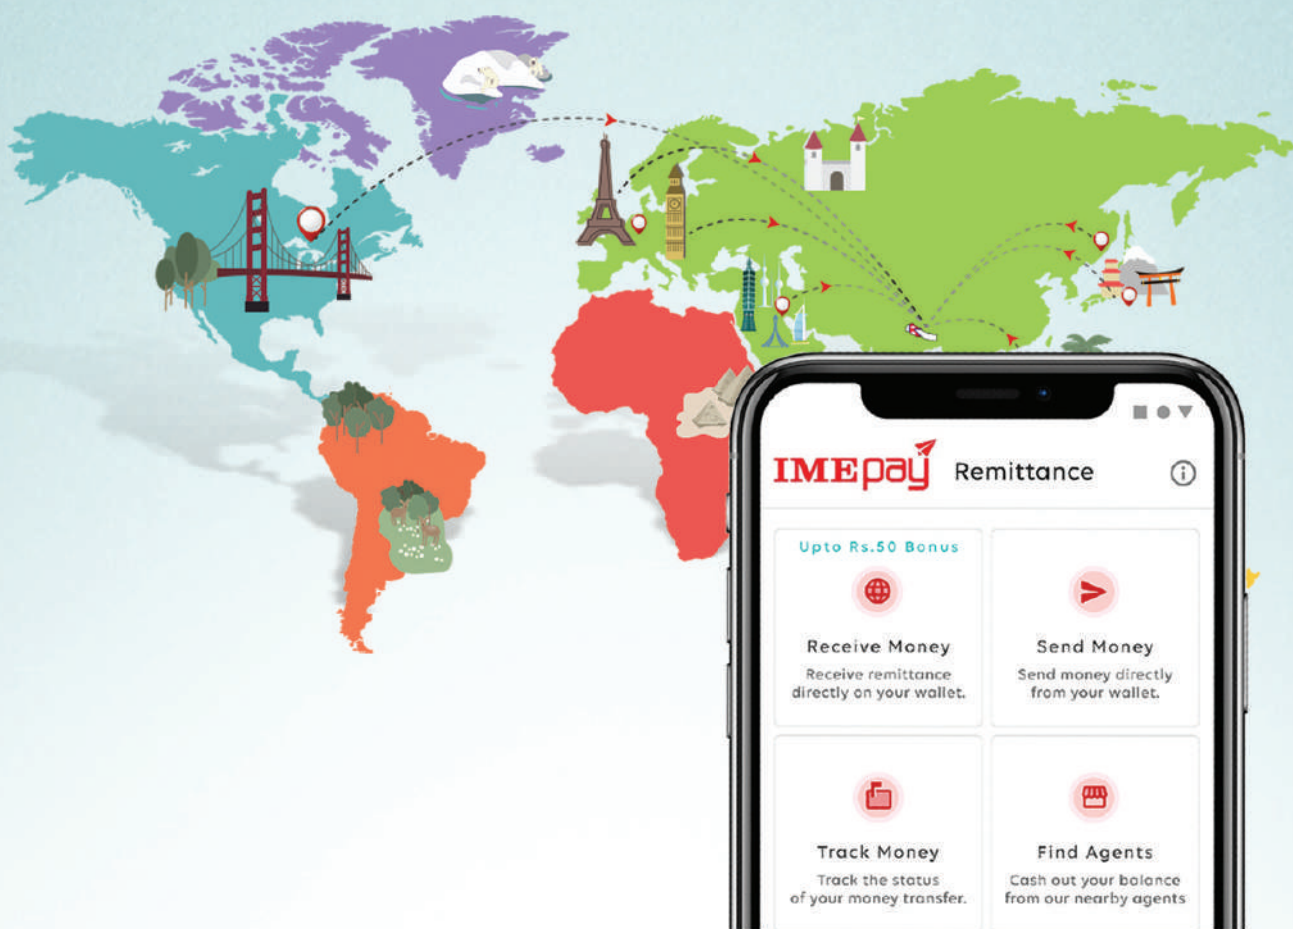 IMEpay Remittance
Upto Rs.50 Bonus
Receive Money
Receive remittance
directly on your wallet.
Send Money
Send money directly
from your wallet.
Track Money
Track the status
of your money transfer.
Find Agents
Cash out your balance
from our nearby agents